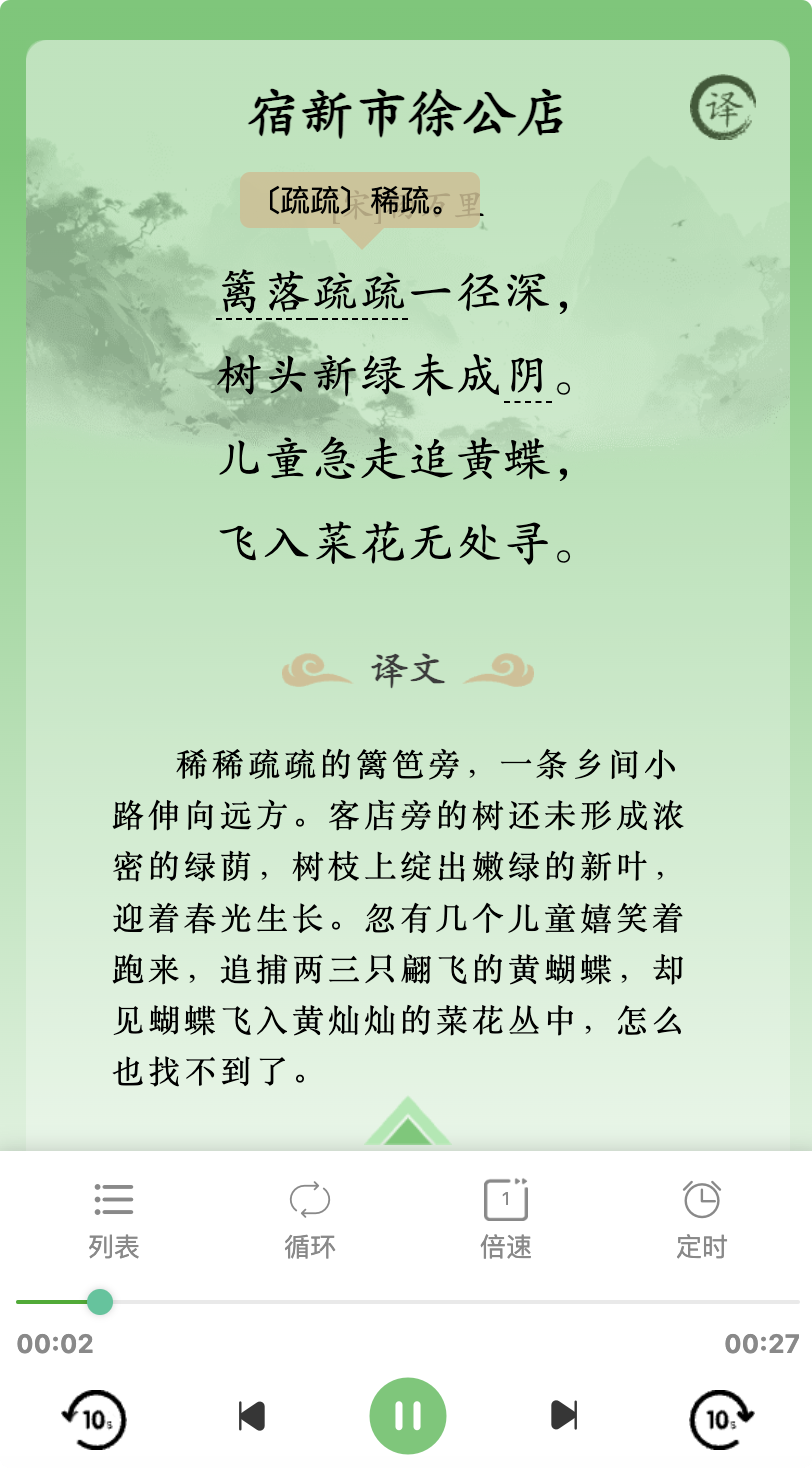 宿新市徐公店
译
〔疏疏〕稀疏。
篱落疏疏一径深，
树头新绿未成阴。
儿童急走追黄蝶，
飞入菜花无处寻。
译文
稀稀疏疏的篱笆旁，一条乡间小
路伸向远方。客店旁的树还未形成浓
密的绿荫，树枝上绽出嫩绿的新叶，
迎着春光生长。忽有几个儿童嬉笑着
跑来，追捕两三只翩飞的黄蝴蝶，却
见蝴蝶飞入黄灿灿的菜花丛中，怎么
也找不到了。
1
列表 循环 倍速 定时
00:02 00:27
10s 10s